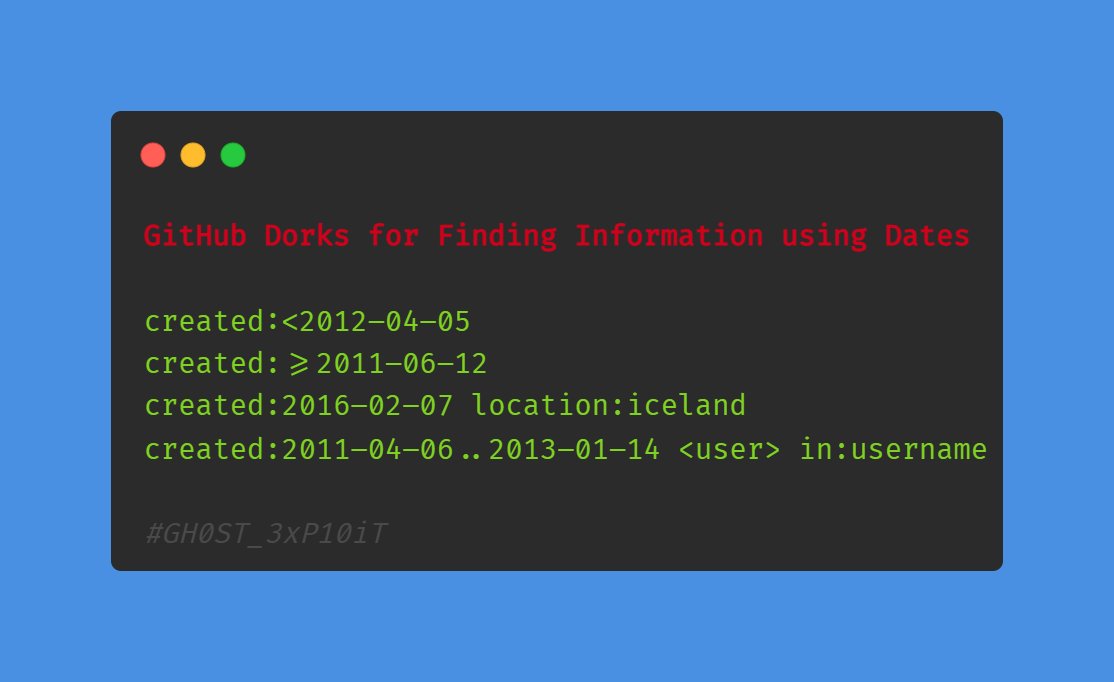 GitHub Dorks for Finding Information using Dates
created:<2012-04-05
created:>=2011-06-12
created:2016-02-07 location:iceland
created:2011-04-06..2013-01-14 <user> in:username
#GH0ST_3xP10iT